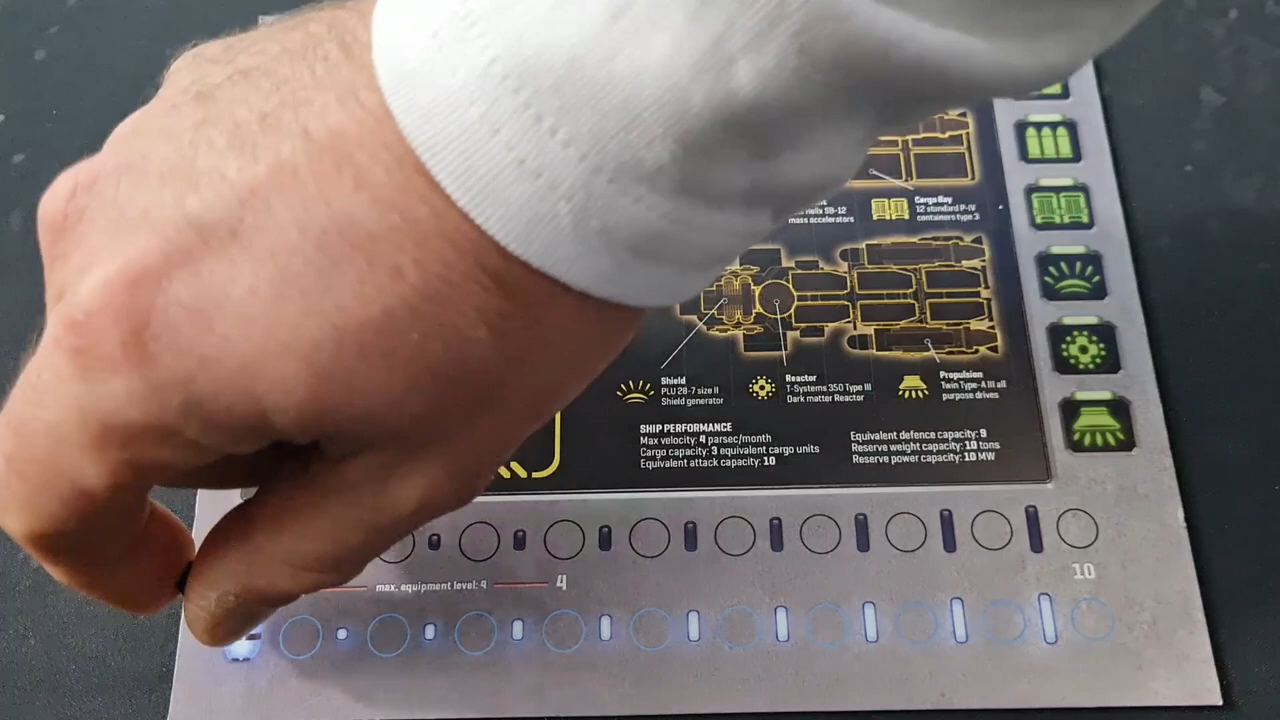 Helix SB-12
mass accelerators
Cargo Bay
12 standard P-IV
containers type 3
Shield
PLU 28-7 size II
Shield generator
Reactor
T-Systems 350 Type III
Dark matter Reactor
Propulsion
Twin Type-A III all
purpose drives
SHIP PERFORMANCE
Max velocity: 4 parsec/month
Cargo capacity: 3 equivalent cargo units
Equivalent attack capacity: 10
Equivalent defence capacity: 9
Reserve weight capacity: 10 tons
Reserve power capacity: 10 MW
max. equipment level: 4
4
10